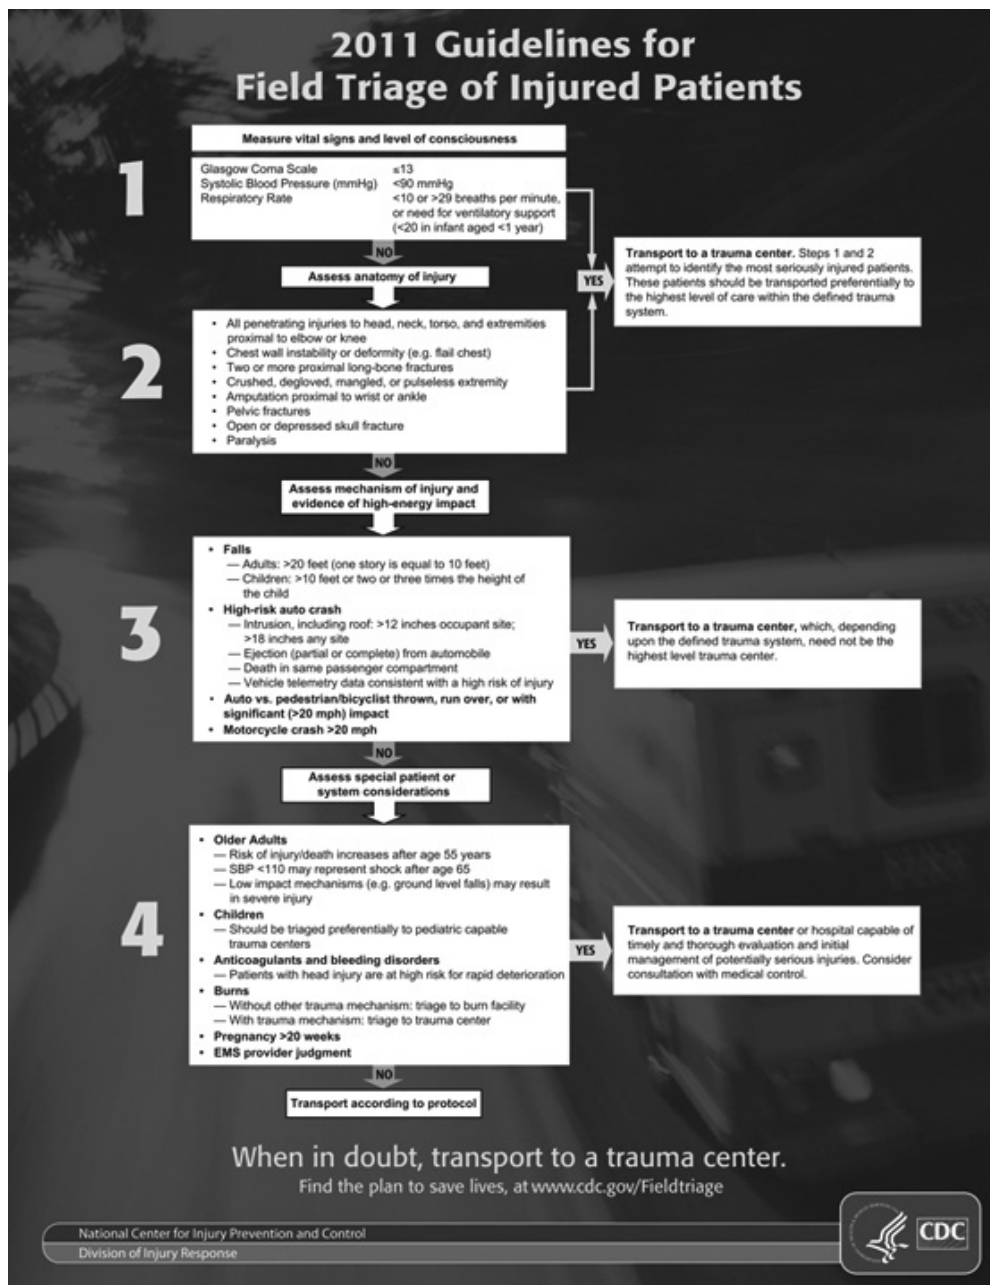 2011 Guidelines for
Field Triage of Injured Patients
1
Measure vital signs and level of consciousness
Glasgow Coma Scale ≤13
Systolic Blood Pressure (mmHg) <90 mmHg
Respiratory Rate <10 or >29 breaths per minute,
or need for ventilatory support
(<20 in infant aged <1 year)
NO
Assess anatomy of injury
YES
Transport to a trauma center. Steps 1 and 2
attempt to identify the most seriously injured patients.
These patients should be transported preferentially to
the highest level of care within the defined trauma
system.
2
• All penetrating injuries to head, neck, torso, and extremities
proximal to elbow or knee
• Chest wall instability or deformity (e.g. flail chest)
• Two or more proximal long-bone fractures
• Crushed, degloved, mangled, or pulseless extremity
• Amputation proximal to wrist or ankle
• Pelvic fractures
• Open or depressed skull fracture
• Paralysis
NO
Assess mechanism of injury and
evidence of high-energy impact
3
• Falls
— Adults: >20 feet (one story is equal to 10 feet)
— Children: >10 feet or two or three times the height of
the child
• High-risk auto crash
— Intrusion, including roof: >12 inches occupant site;
>18 inches any site
— Ejection (partial or complete) from automobile
— Death in same passenger compartment
— Vehicle telemetry data consistent with a high risk of injury
• Auto vs. pedestrian/bicyclist thrown, run over, or with
significant (>20 mph) impact
• Motorcycle crash >20 mph
YES
Transport to a trauma center, which, depending
upon the defined trauma system, need not be the
highest level trauma center.
NO
Assess special patient or
system considerations
4
• Older Adults
— Risk of injury/death increases after age 55 years
— SBP <110 may represent shock after age 65
— Low impact mechanisms (e.g. ground level falls) may result
in severe injury
• Children
— Should be triaged preferentially to pediatric capable
trauma centers
• Anticoagulants and bleeding disorders
— Patients with head injury are at high risk for rapid deterioration
• Burns
— Without other trauma mechanism: triage to burn facility
— With trauma mechanism: triage to trauma center
• Pregnancy >20 weeks
• EMS provider judgment
YES
Transport to a trauma center or hospital capable of
timely and thorough evaluation and initial
management of potentially serious injuries. Consider
consultation with medical control.
NO
Transport according to protocol
When in doubt, transport to a trauma center.
Find the plan to save lives, at www.cdc.gov/Fieldtriage
National Center for Injury Prevention and Control
Division of Injury Response
CDC